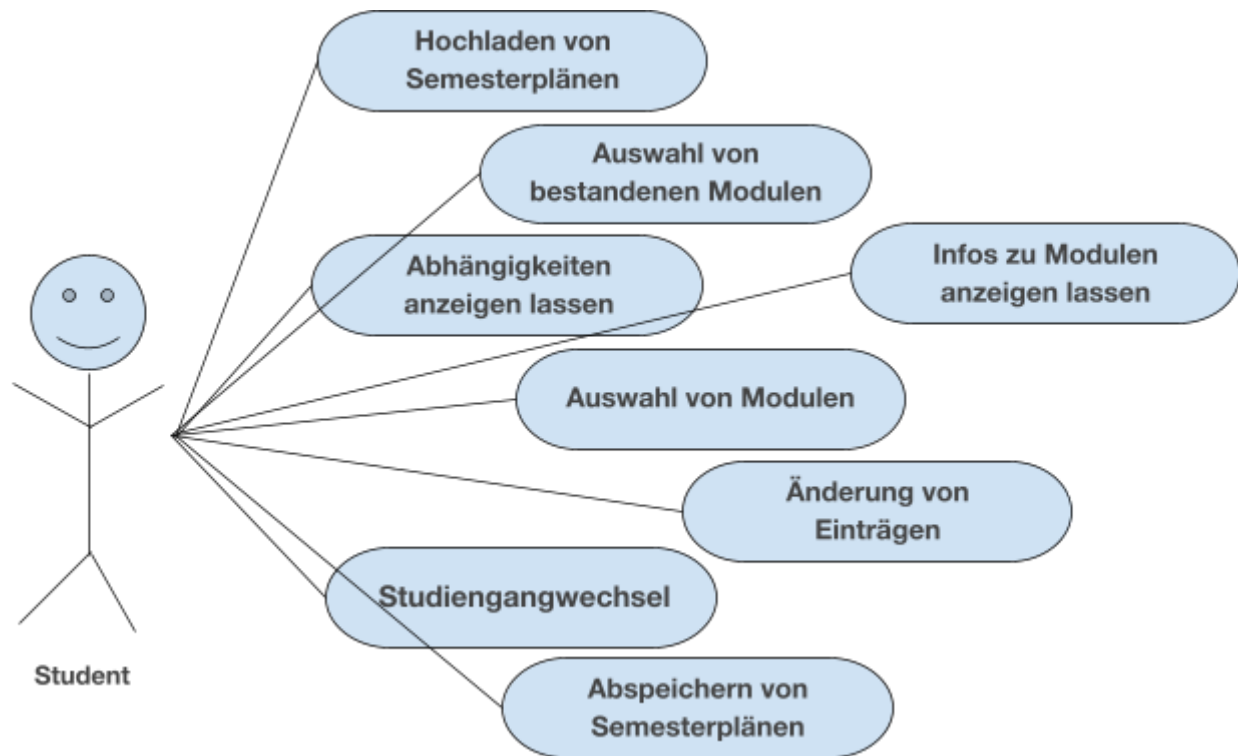 Hochladen von
Semesterplänen
Auswahl von
bestandenen Modulen
Abhängigkeiten
anzeigen lassen
Infos zu Modulen
anzeigen lassen
Auswahl von Modulen
Änderung von
Einträgen
Studiengangwechsel
Student
Abspeichern von
Semesterplänen